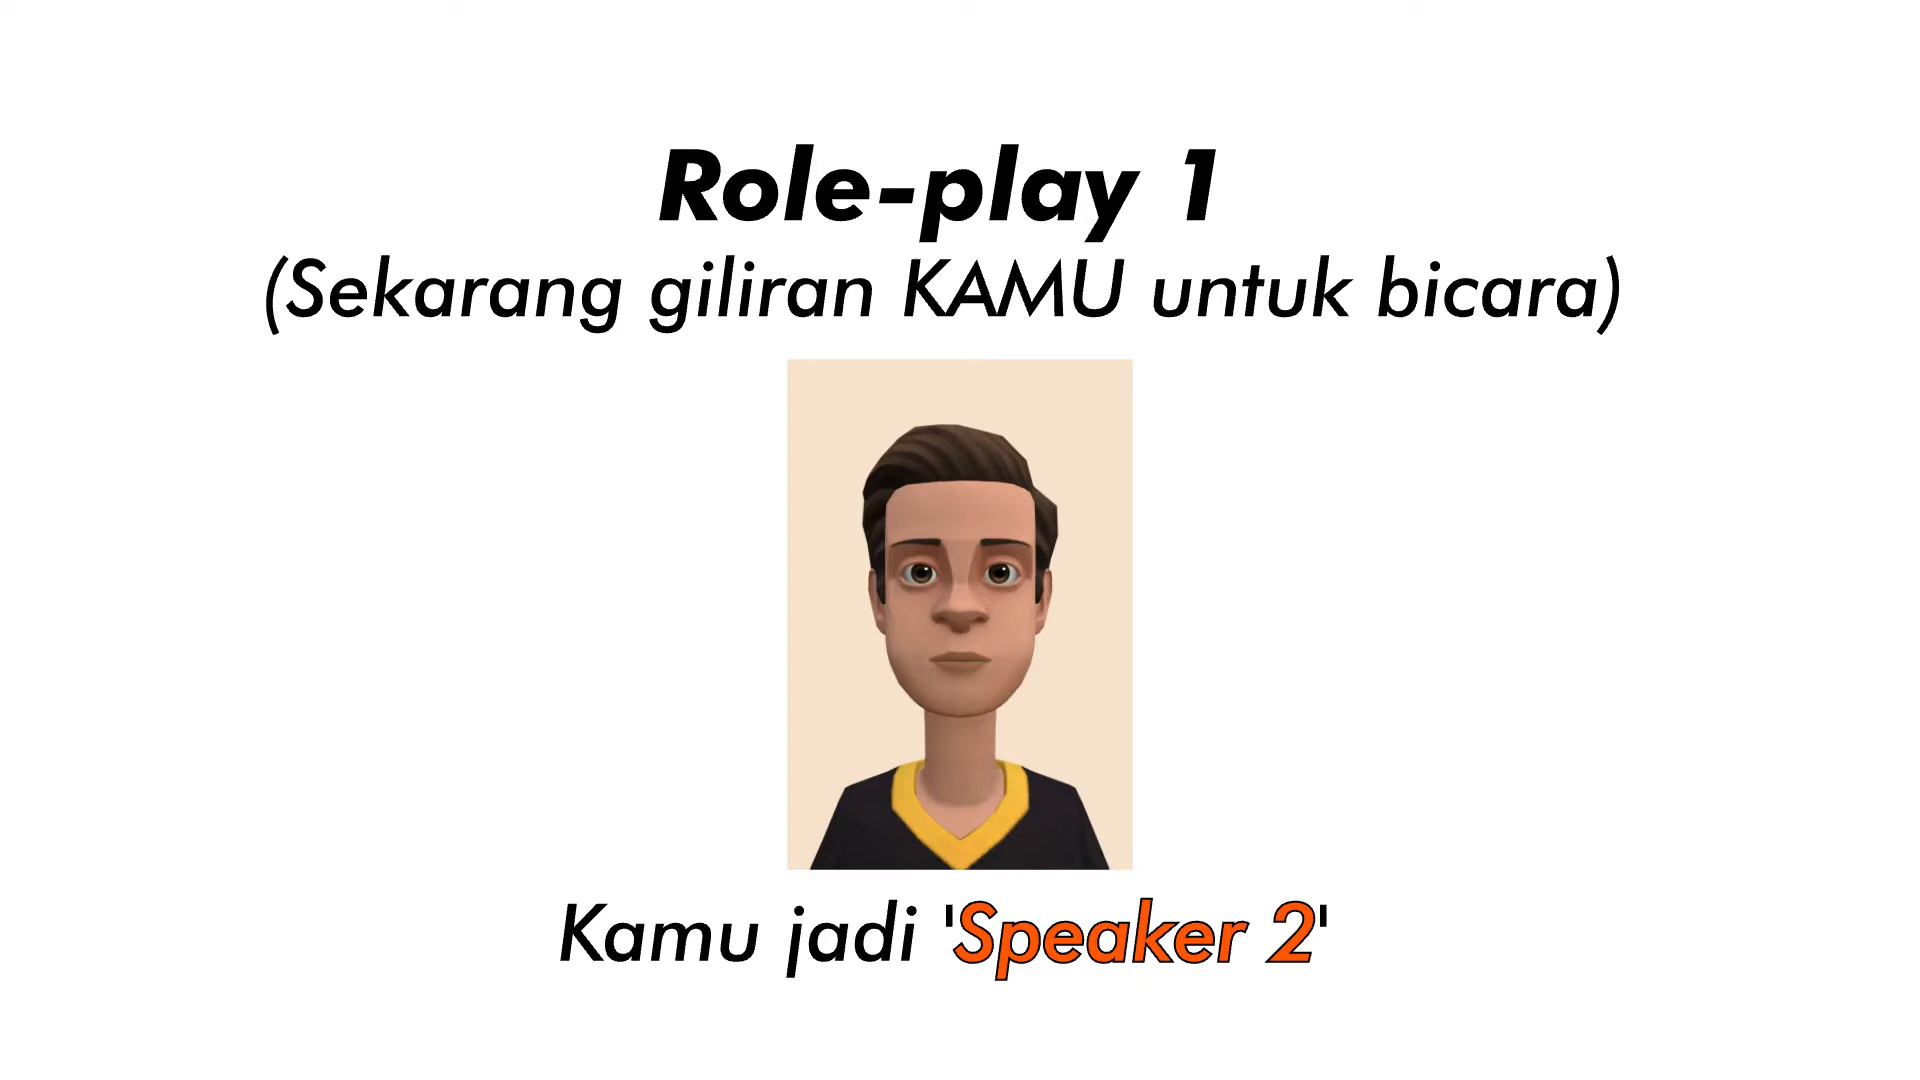 Role-play 1
(Sekarang giliran KAMU untuk bicara)
Kamu jadi 'Speaker 2'